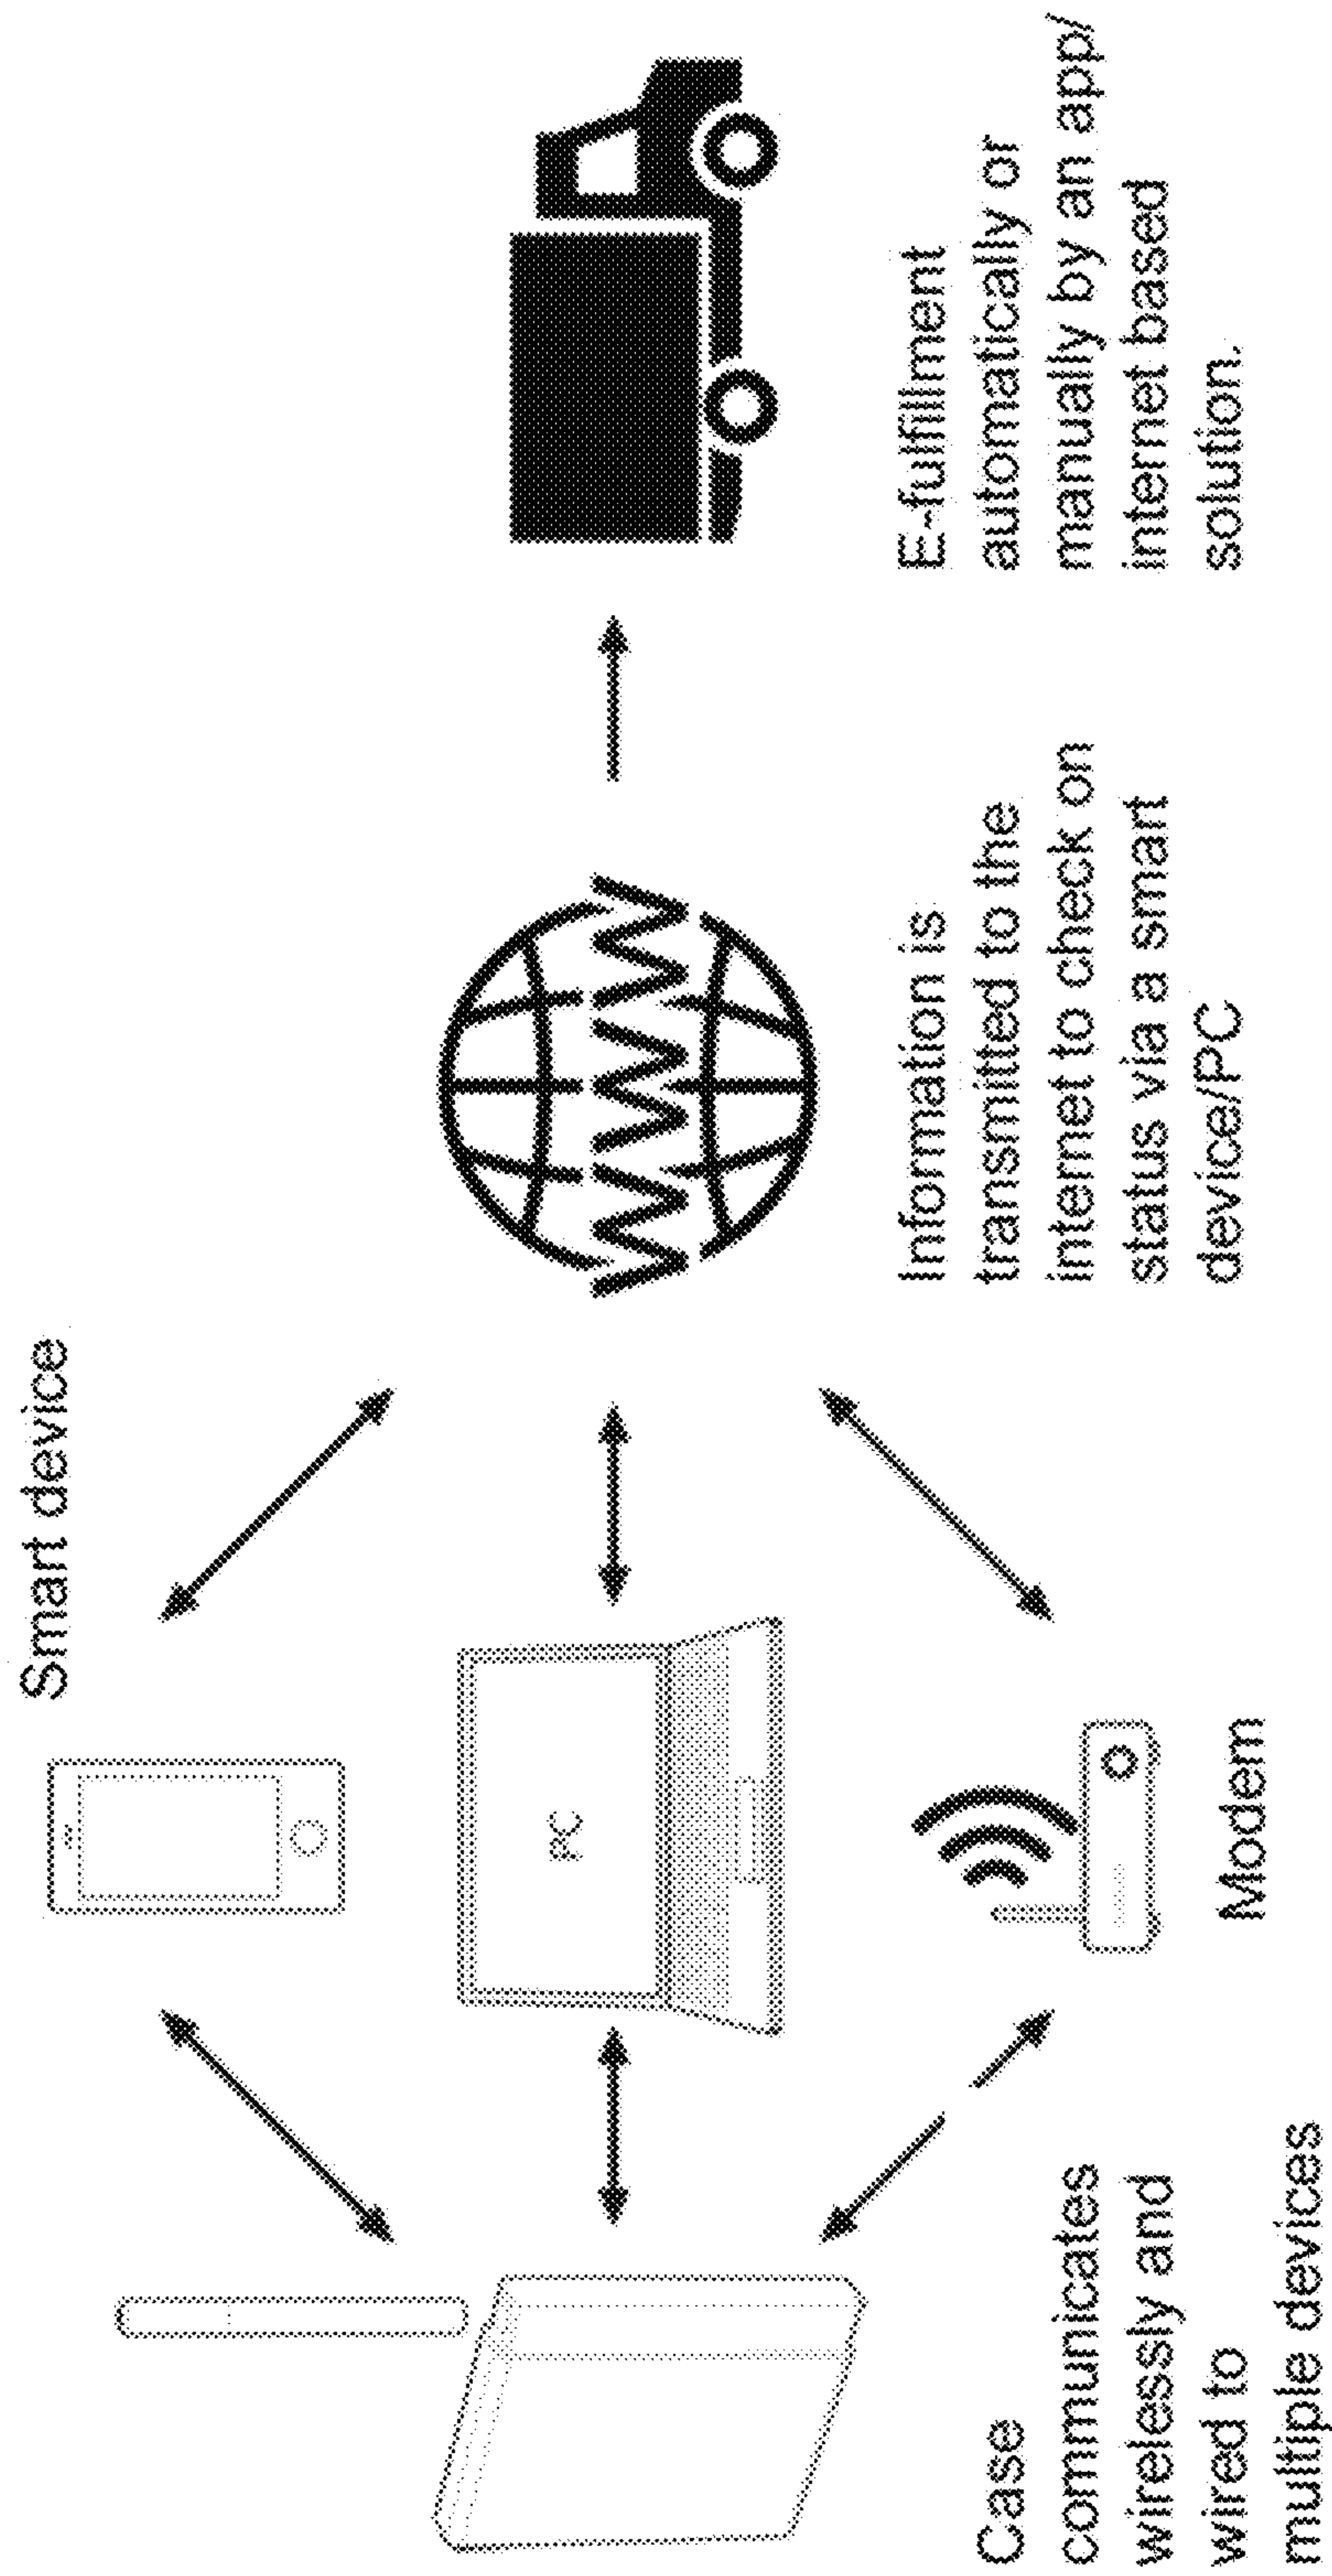 Case
communicates
wirelessly and
wired to
multiple devices
Smart device
PC
Modem
WWW
Information is
transmitted to the
internet to check on
status via a smart
device/PC
E-fulfillment
automatically or
manually by an app/
internet based
solution.